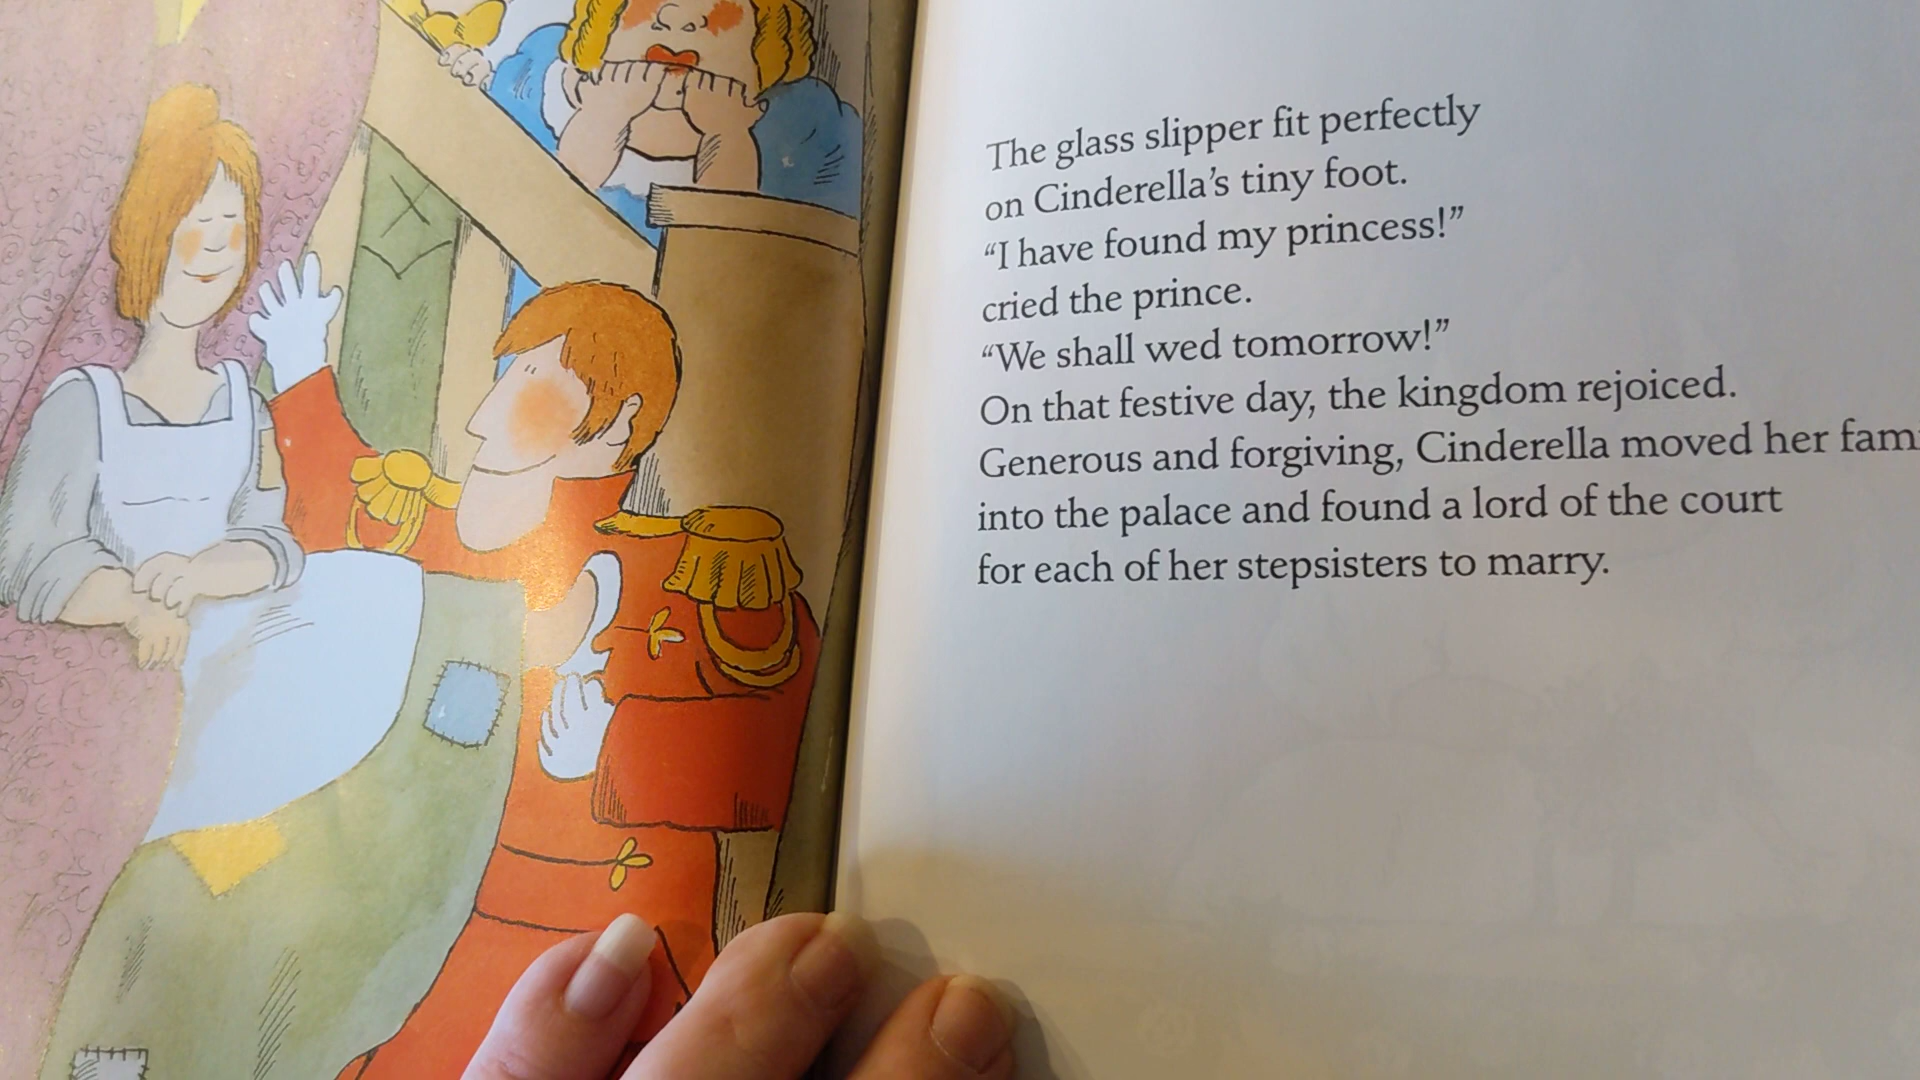 The glass slipper fit perfectly
on Cinderella's tiny foot.
“I have found my princess!”
cried the prince.
“We shall wed tomorrow!”
On that festive day, the kingdom rejoiced.
Generous and forgiving, Cinderella moved her
into the palace and found a lord of the court
for each of her stepsisters to marry.